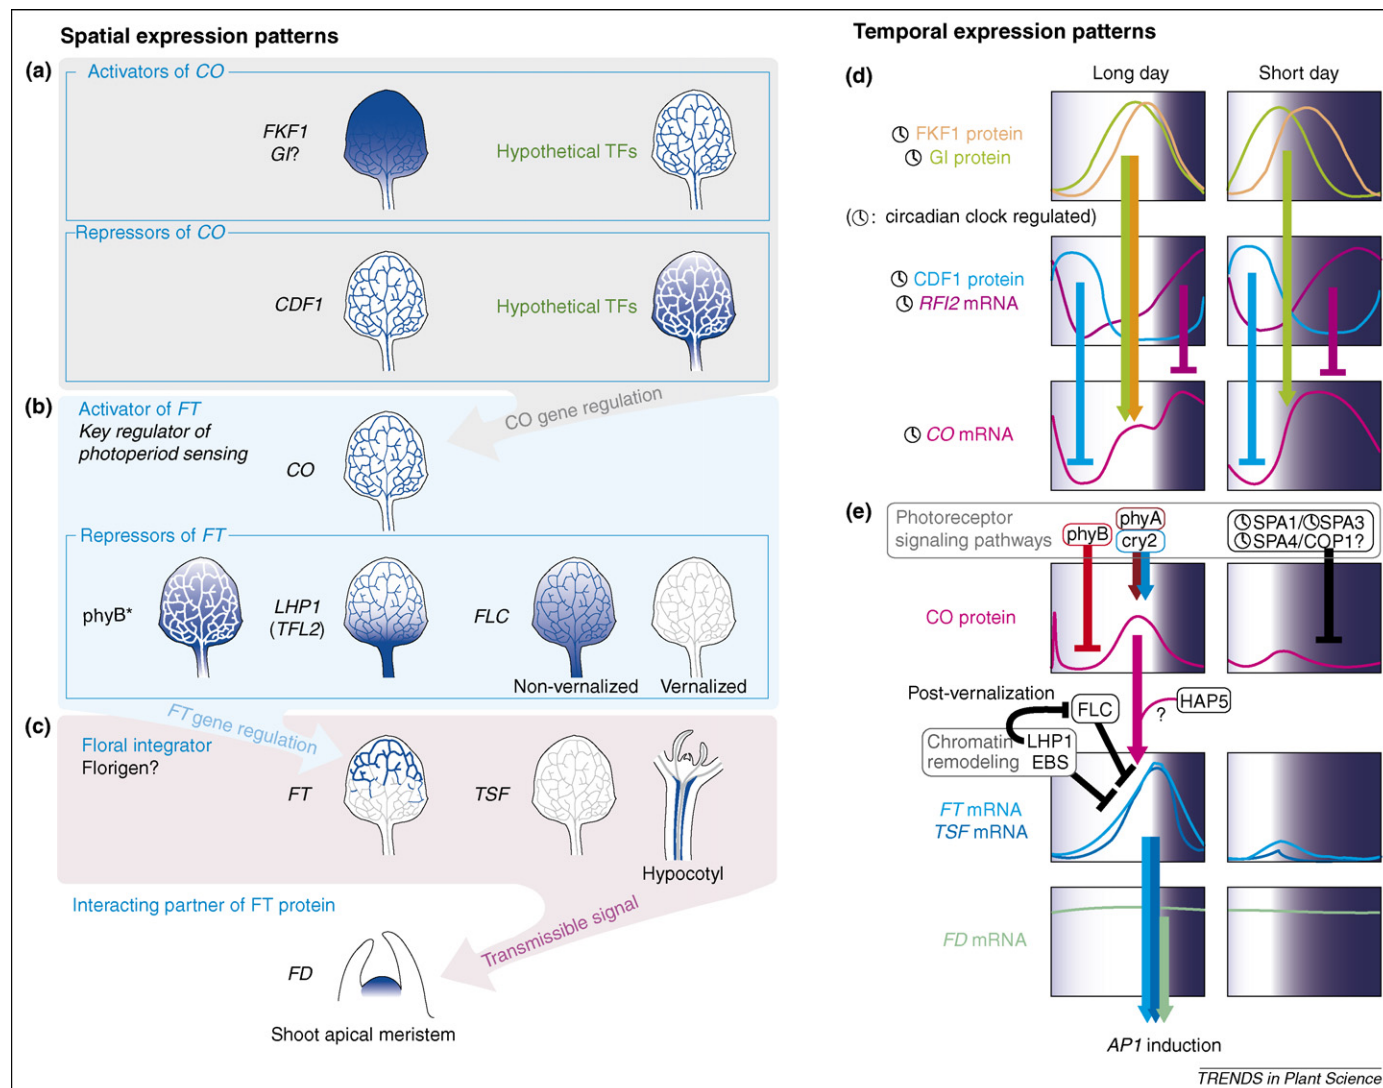 Spatial expression patterns
(a)
Activators of CO
FKF1
GI?
Hypothetical TFs
Repressors of CO
CDF1
Hypothetical TFs
(b)
Activator of FT
Key regulator of
photoperiod sensing
CO gene regulation
CO
Repressors of FT
phyB*
LHP1
(TFL2)
FLC
Non-vernalized
Vernalized
FT gene regulation
(c)
Floral integrator
Florigen?
FT
TSF
Hypocotyl
Interacting partner of FT protein
Transmissible signal
FD
Shoot apical meristem
Temporal expression patterns
(d)
Long day
Short day
FKF1 protein
GI protein
( : circadian clock regulated)
CDF1 protein
RFI2 mRNA
CO mRNA
(e)
Photoreceptor
signaling pathways
phyB
phyA
cry2
SPA1/ SPA3
SPA4/COP1?
CO protein
Post-vernalization
FLC
HAP5
?
Chromatin
remodeling
LHP1
EBS
FT mRNA
TSF mRNA
FD mRNA
AP1 induction
TRENDS in Plant Science